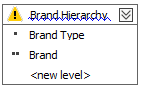 Brand Hierarchy
Brand Type
Brand
<new level>